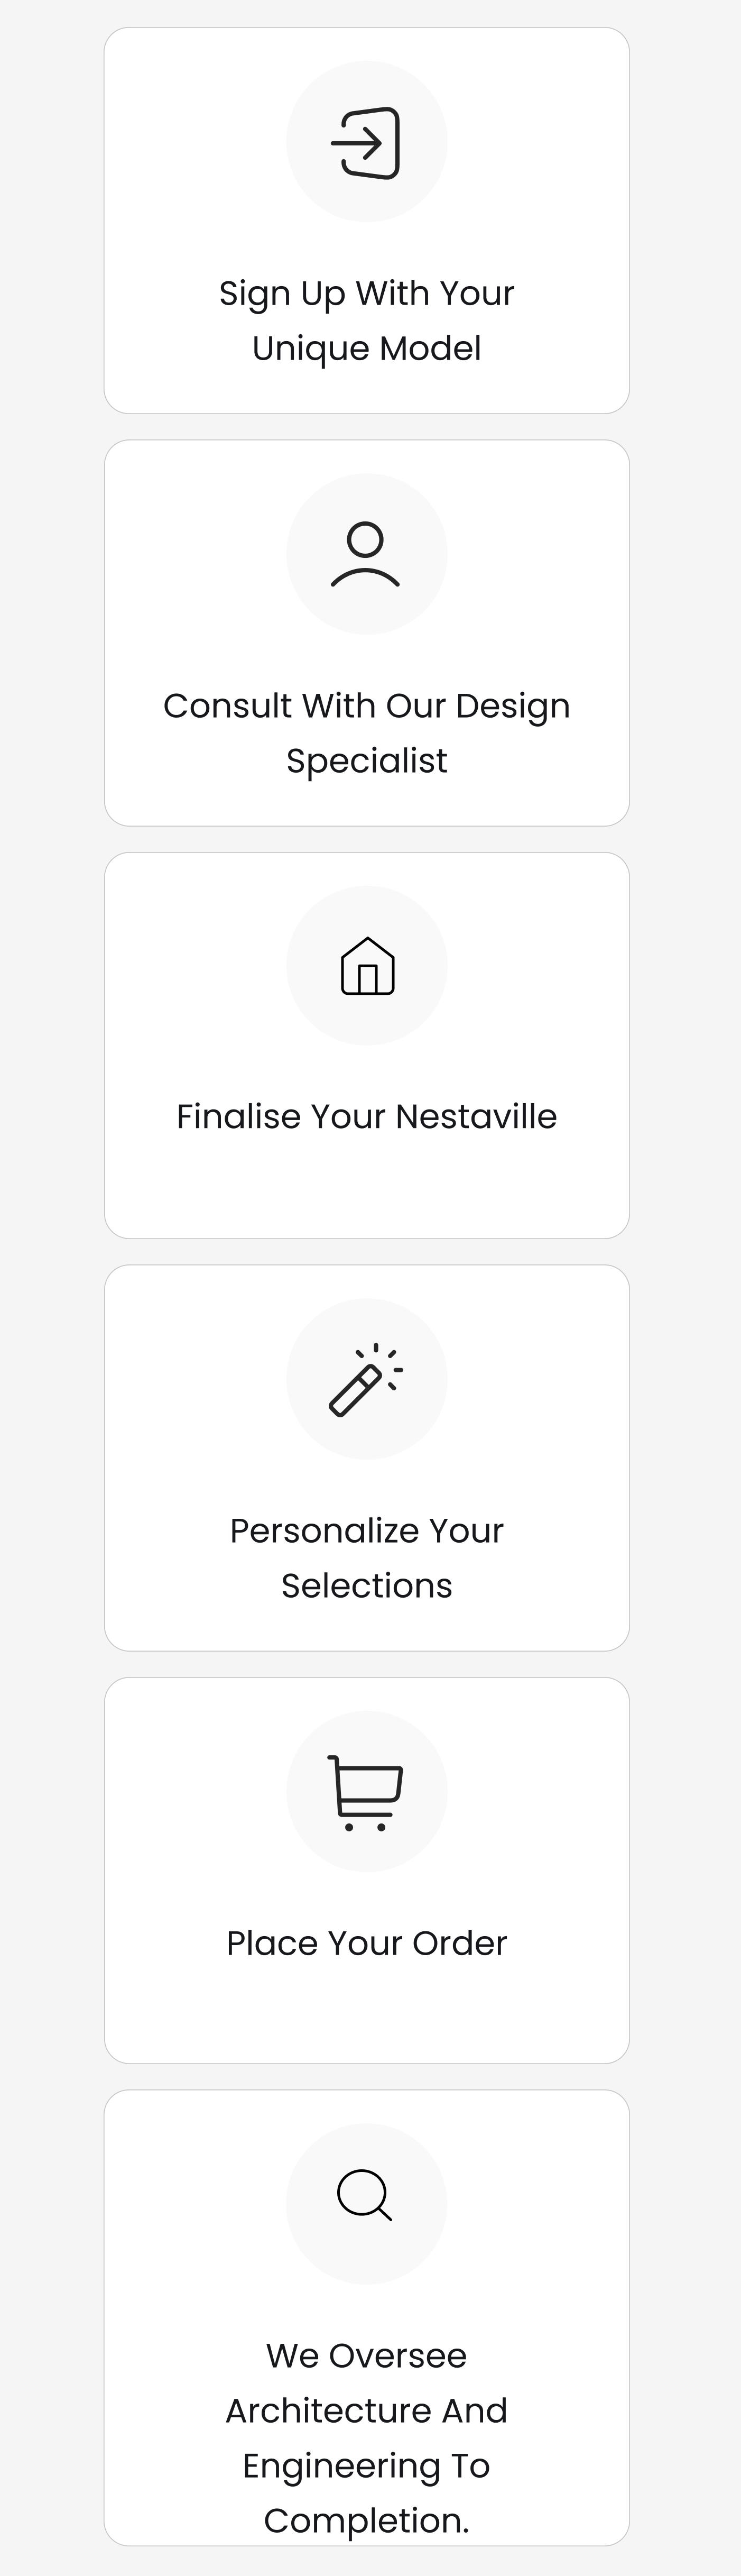 Sign Up With Your
Unique Model
Consult With Our Design
Specialist
Finalise Your Nestaville
Personalize Your
Selections
Place Your Order
We Oversee
Architecture And
Engineering To
Completion.